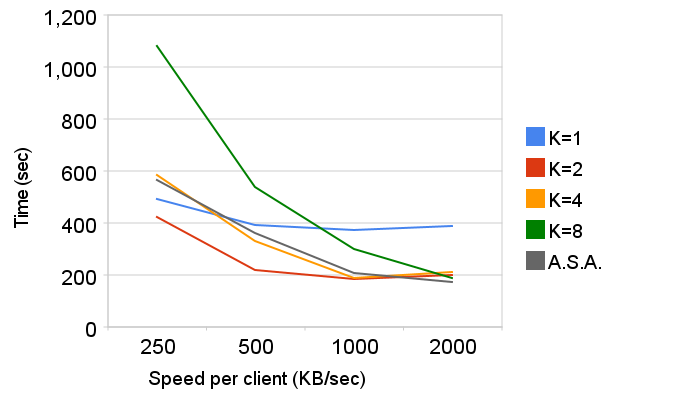 1,200
1,000
800
600
400
200
0
Time (sec)
250 500 1000 2000
Speed per client (KB/sec)
K=1
K=2
K=4
K=8
A.S.A.